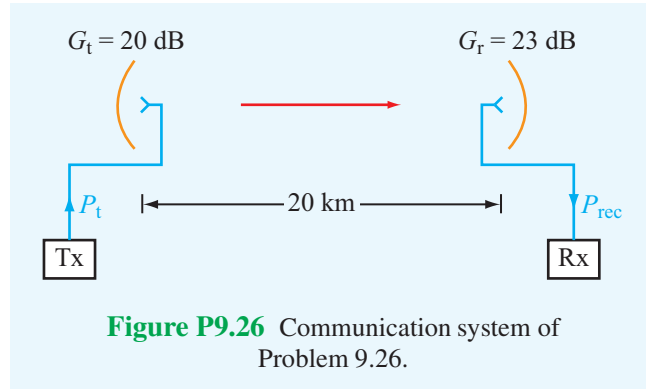 Gt = 20 dB
Gr = 23 dB
Pt
20 km
Prec
Tx
Rx
Figure P9.26 Communication system of
Problem 9.26.